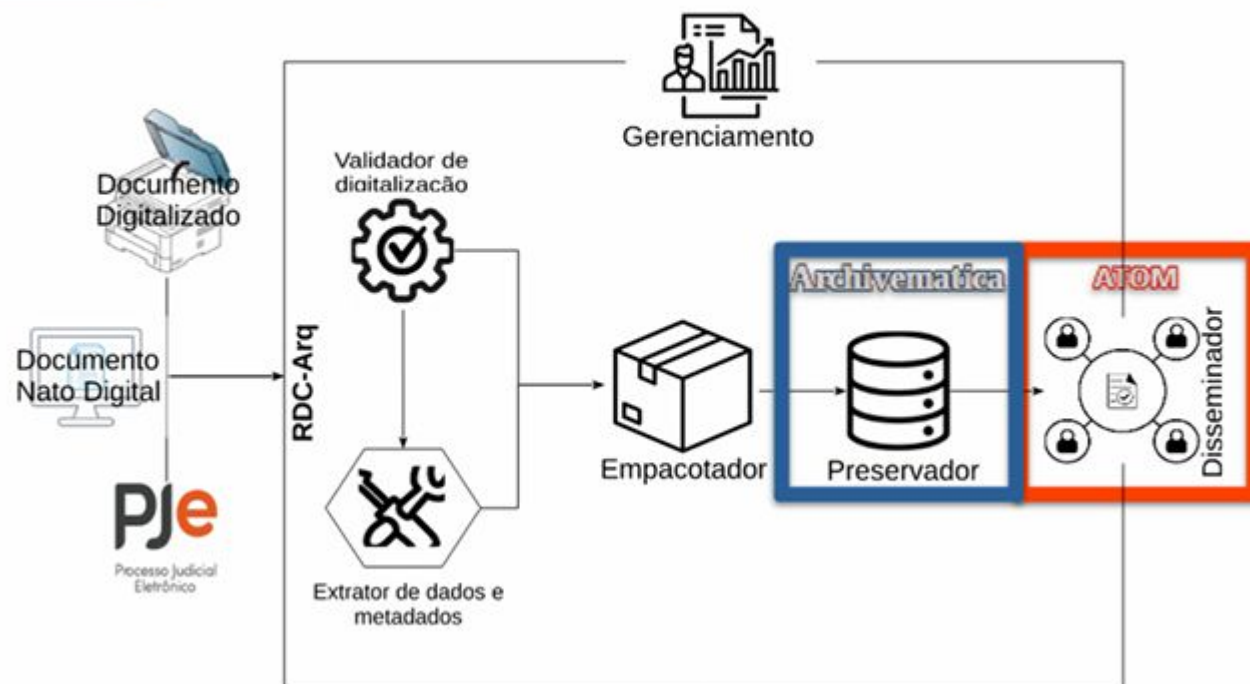 Gerenciamento
Documento
Digitalizado
Validador de
digitalização
Documento
Nato Digital
RDC-Arq
Archivematica
ATOM
Disseminador
Empacotador
Preservador
PJe
Processo Judicial
Eletrônico
Extrator de dados e
metadados